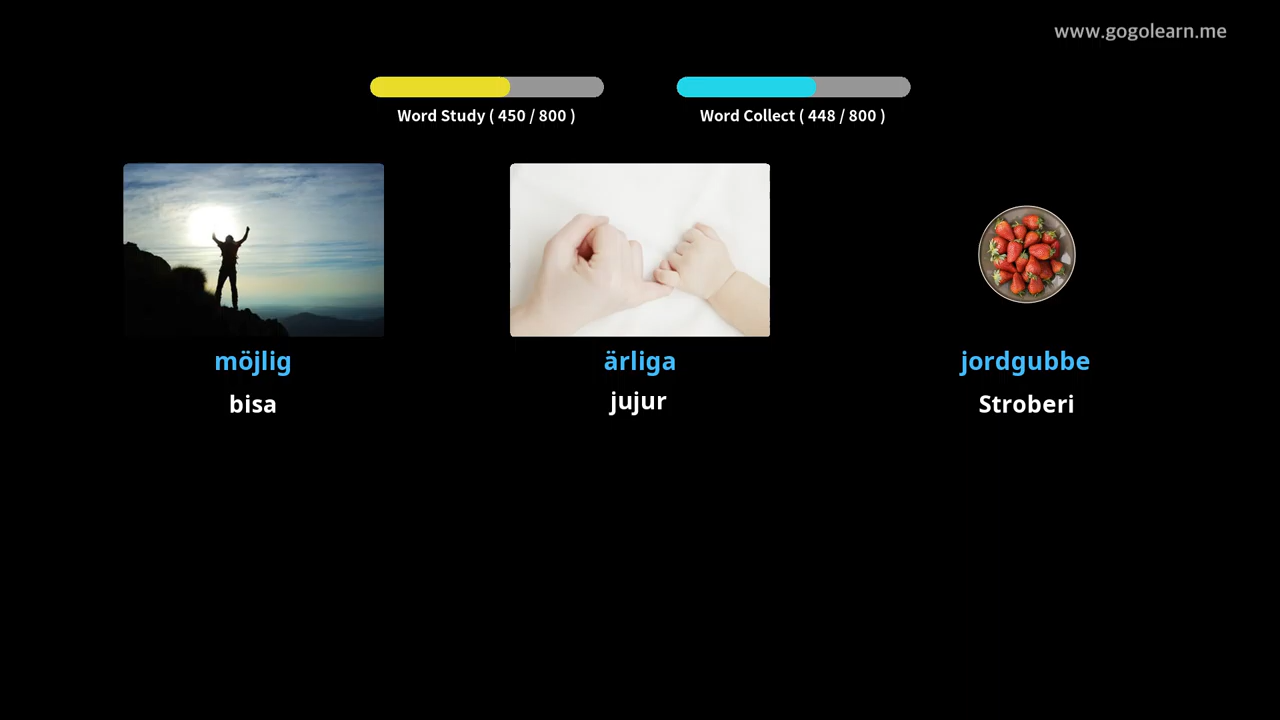 www.gogolearn.me
Word Study ( 450 / 800 )
Word Collect ( 448 / 800 )
möjlig
ärliga
jordgubbe
bisa
jujur
Stroberi